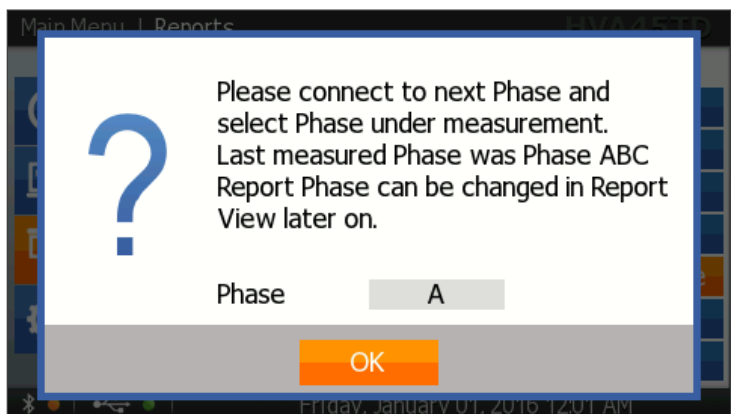 Main Menu | Reports
HVA45TD
Please connect to next Phase and
select Phase under measurement.
Last measured Phase was Phase ABC
Report Phase can be changed in Report
View later on.
Phase A
OK
Friday, January 01, 2016 12:01 AM